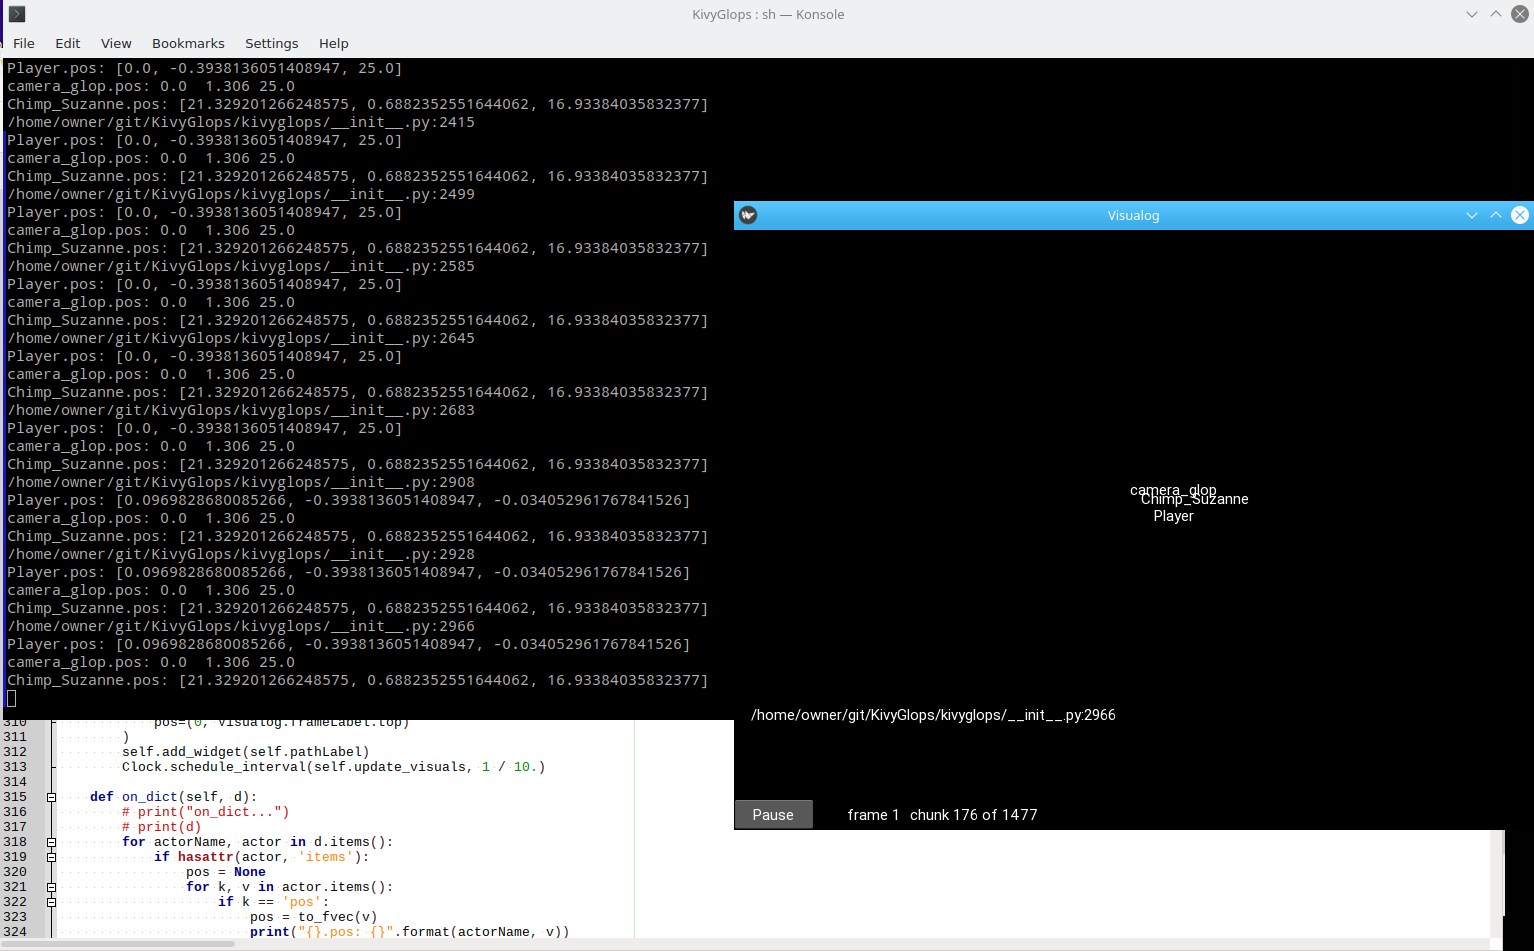 KivyGlops : sh — Konsole
File Edit View Bookmarks Settings Help
Player.pos: [0.0, -0.3938136051408947, 25.0]
camera_glop.pos: 0.0  1.306 25.0
Chimp_Suzanne.pos: [21.329201266248575, 0.6882352551644062, 16.93384035832377]
/home/owner/git/KivyGlops/kivyglops/__init__.py:2415
Player.pos: [0.0, -0.3938136051408947, 25.0]
camera_glop.pos: 0.0  1.306 25.0
Chimp_Suzanne.pos: [21.329201266248575, 0.6882352551644062, 16.93384035832377]
/home/owner/git/KivyGlops/kivyglops/__init__.py:2499
Player.pos: [0.0, -0.3938136051408947, 25.0]
camera_glop.pos: 0.0  1.306 25.0
Chimp_Suzanne.pos: [21.329201266248575, 0.6882352551644062, 16.93384035832377]
/home/owner/git/KivyGlops/kivyglops/__init__.py:2585
Player.pos: [0.0, -0.3938136051408947, 25.0]
camera_glop.pos: 0.0  1.306 25.0
Chimp_Suzanne.pos: [21.329201266248575, 0.6882352551644062, 16.93384035832377]
/home/owner/git/KivyGlops/kivyglops/__init__.py:2645
Player.pos: [0.0, -0.3938136051408947, 25.0]
camera_glop.pos: 0.0  1.306 25.0
Chimp_Suzanne.pos: [21.329201266248575, 0.6882352551644062, 16.93384035832377]
/home/owner/git/KivyGlops/kivyglops/__init__.py:2683
Player.pos: [0.0, -0.3938136051408947, 25.0]
camera_glop.pos: 0.0  1.306 25.0
Chimp_Suzanne.pos: [21.329201266248575, 0.6882352551644062, 16.93384035832377]
/home/owner/git/KivyGlops/kivyglops/__init__.py:2908
Player.pos: [0.0969828680085266, -0.3938136051408947, -0.034052961767841526]
camera_glop.pos: 0.0  1.306 25.0
Chimp_Suzanne.pos: [21.329201266248575, 0.6882352551644062, 16.93384035832377]
/home/owner/git/KivyGlops/kivyglops/__init__.py:2928
Player.pos: [0.0969828680085266, -0.3938136051408947, -0.034052961767841526]
camera_glop.pos: 0.0  1.306 25.0
Chimp_Suzanne.pos: [21.329201266248575, 0.6882352551644062, 16.93384035832377]
/home/owner/git/KivyGlops/kivyglops/__init__.py:2966
Player.pos: [0.0969828680085266, -0.3938136051408947, -0.034052961767841526]
camera_glop.pos: 0.0  1.306 25.0
Chimp_Suzanne.pos: [21.329201266248575, 0.6882352551644062, 16.93384035832377]
Visualog
camera_glop
Chimp_Suzanne
Player
/home/owner/git/KivyGlops/kivyglops/__init__.py:2966
Pause frame 1 chunk 176 of 1477
310 pos=(0, visualog.frameLabel.top)
311 )
312 self.add_widget(self.pathLabel)
313 Clock.schedule_interval(self.update_visuals, 1 / 10.)
314
315 def on_dict(self, d):
316 # print("on_dict...")
317 # print(d)
318 for actorName, actor in d.items():
319 if hasattr(actor, 'items'):
320 pos = None
321 for k, v in actor.items():
322 if k == 'pos':
323 pos = to_fvec(v)
324 print("{}.pos: {}".format(actorName, v))